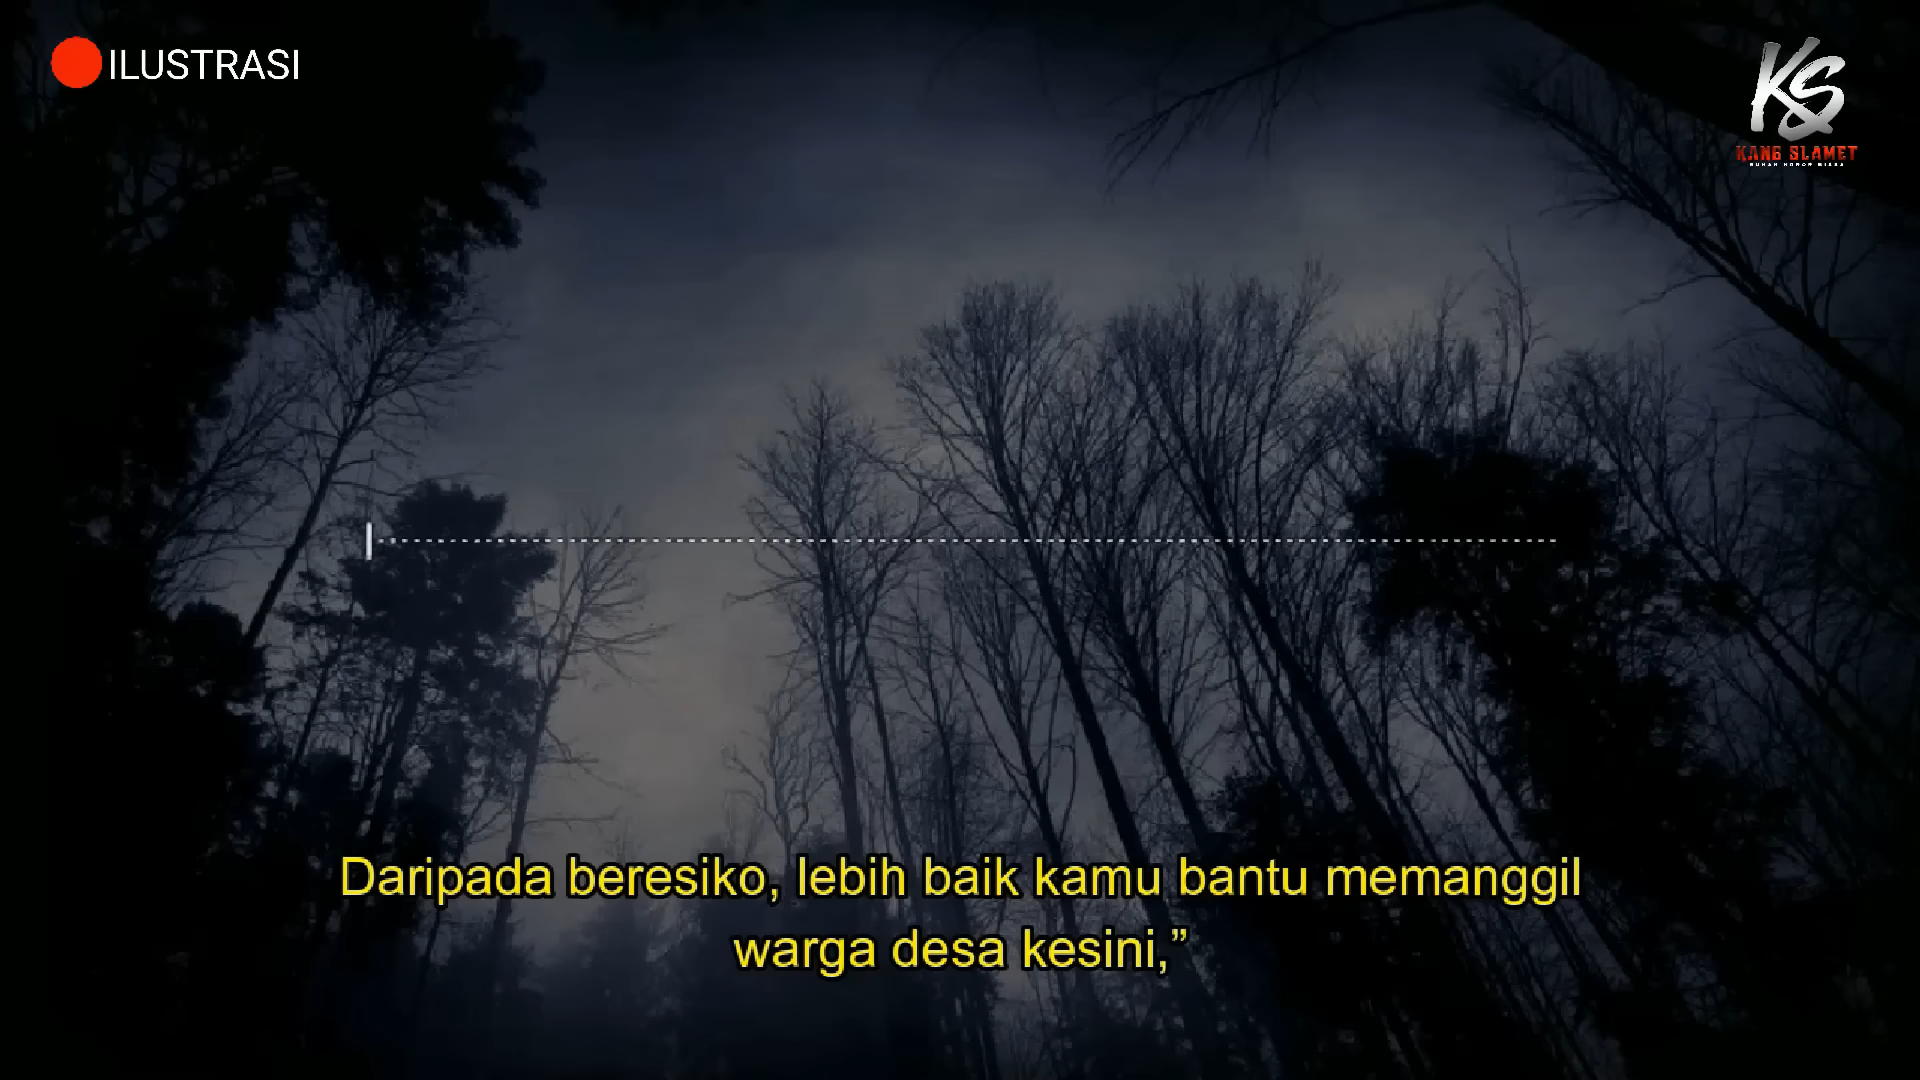 ILUSTRASI
KS
KANG SLAMET
Daripada beresiko, lebih baik kamu bantu memanggil
warga desa kesini,”